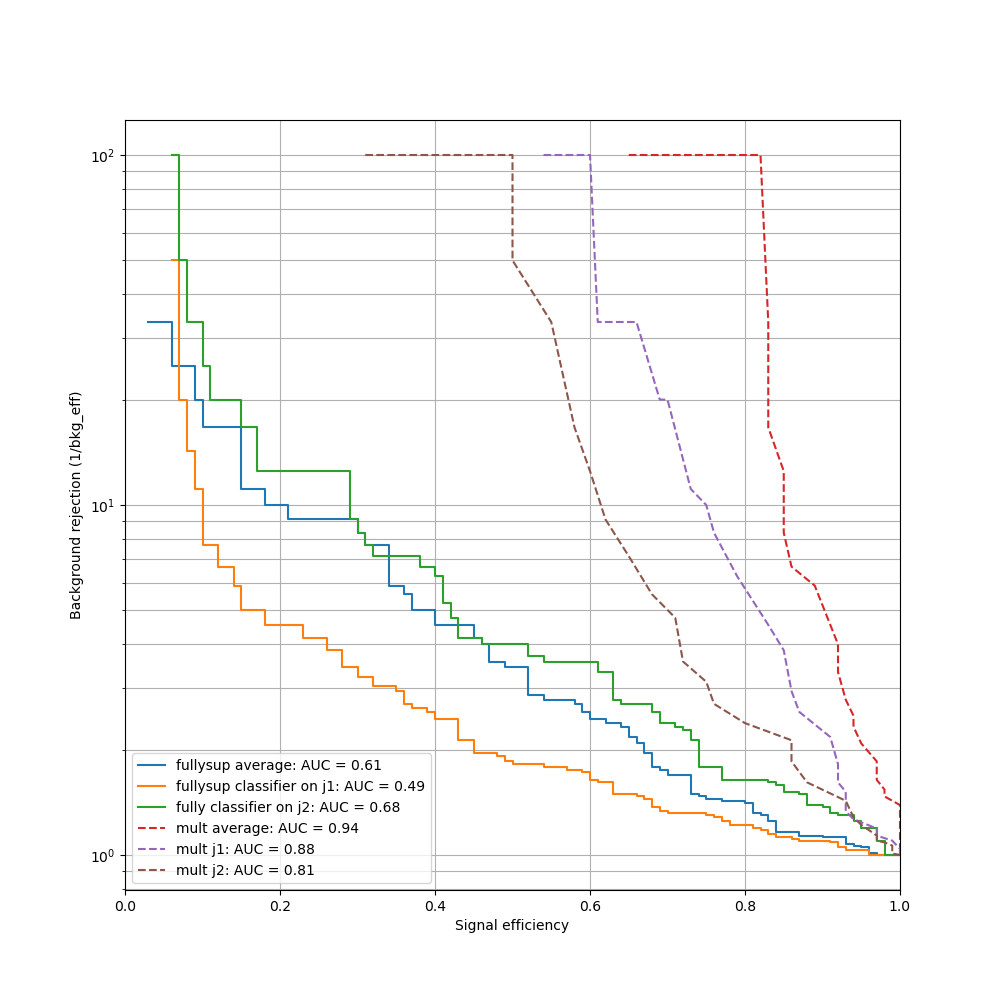 10²
10¹
10⁰
Background rejection (1/bkg_eff)
fullysup average: AUC = 0.61
fullysup classifier on j1: AUC = 0.49
fully classifier on j2: AUC = 0.68
mult average: AUC = 0.94
mult j1: AUC = 0.88
mult j2: AUC = 0.81
0.0 0.2 0.4 0.6 0.8 1.0
Signal efficiency